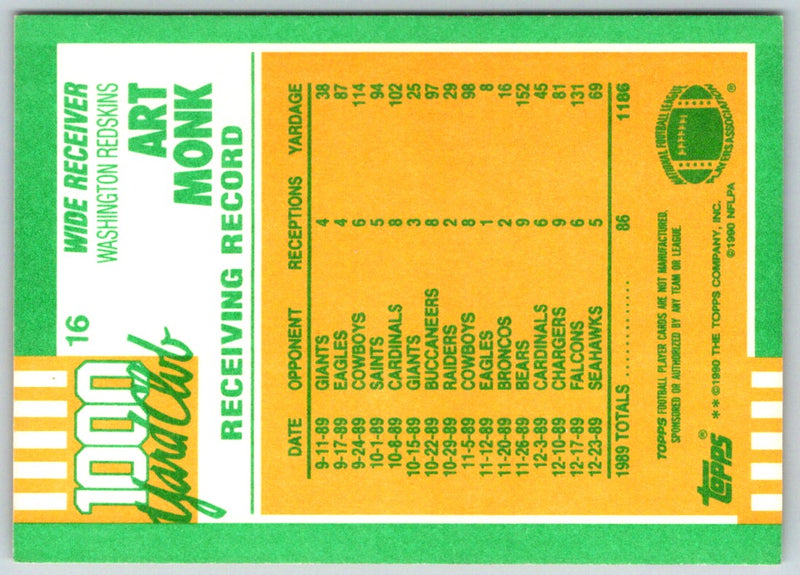 1000
Yard Club
16
WIDE RECEIVER
WASHINGTON REDSKINS
ART
MONK
RECEIVING RECORD
DATE OPPONENT RECEPTIONS YARDAGE
9-11-89 GIANTS 4 38
9-17-89 EAGLES 4 87
9-24-89 COWBOYS 6 114
10-1-89 SAINTS 5 94
10-8-89 CARDINALS 8 102
10-15-89 GIANTS 3 25
10-22-89 BUCCANEERS 8 97
10-29-89 RAIDERS 2 29
11-5-89 COWBOYS 8 98
11-12-89 EAGLES 1 8
11-20-89 BRONCOS 2 16
11-26-89 BEARS 9 152
12-3-89 CARDINALS 6 45
12-10-89 CHARGERS 9 81
12-17-89 FALCONS 6 131
12-23-89 SEAHAWKS 5 69
1989 TOTALS ............ 86 1186
TOPPS FOOTBALL PLAYER CARDS ARE NOT MANUFACTURED,
SPONSORED OR AUTHORIZED BY ANY TEAM OR LEAGUE.
TOPPS® **©1990 THE TOPPS COMPANY, INC.
©1990 NFLPA
NATIONAL FOOTBALL LEAGUE
PLAYERS ASSOCIATION®